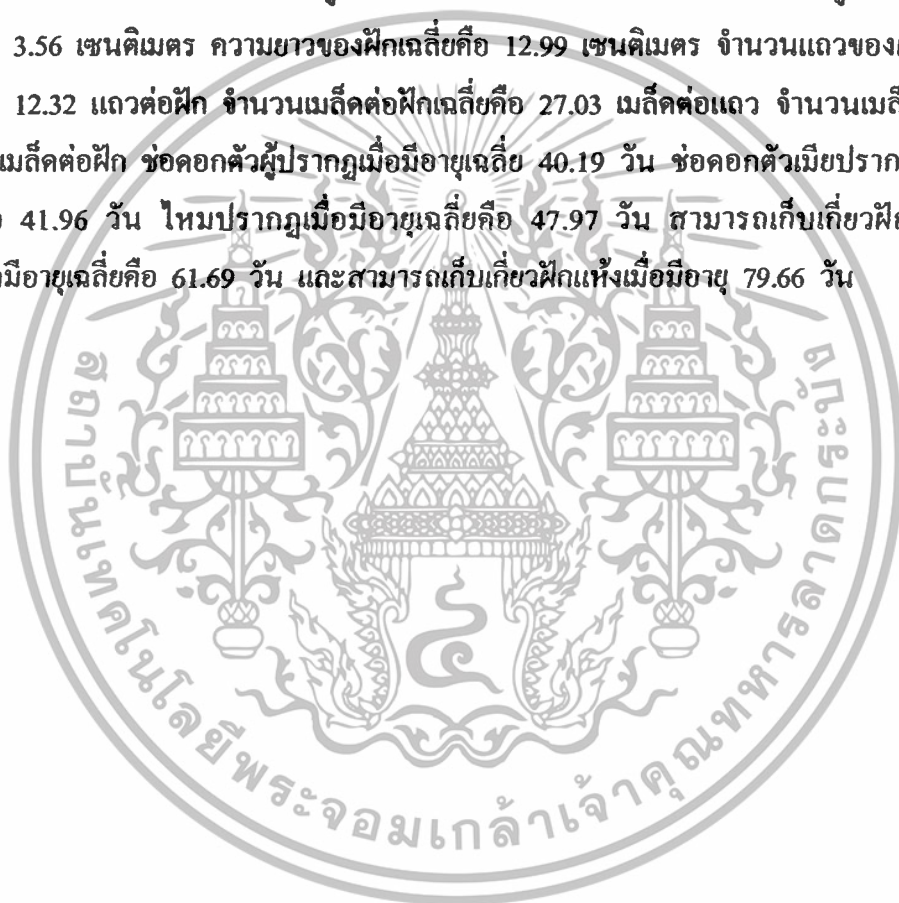 3.56 เซนติเมตร ความยาวของฝักเฉลี่ยคือ 12.99 เซนติเมตร จำนวนแถวของ
12.32 แถวต่อฝัก จำนวนเมล็ดต่อฝักเฉลี่ยคือ 27.03 เมล็ดต่อแถว จำนวนเมล็
เมล็ดต่อฝัก ช่อดอกตัวผู้ปรากฏเมื่อมีอายุเฉลี่ย 40.19 วัน ช่อดอกตัวเมียปราก
41.96 วัน ไหมปรากฏเมื่อมีอายุเฉลี่ยคือ 47.97 วัน สามารถเก็บเกี่ยวฝัก
มีอายุเฉลี่ยคือ 61.69 วัน และสามารถเก็บเกี่ยวฝักแห้งเมื่อมีอายุ 79.66 วัน
สถาบันเทคโนโลยีพระจอมเกล้าเจ้าคุณทหารลาดกระบัง